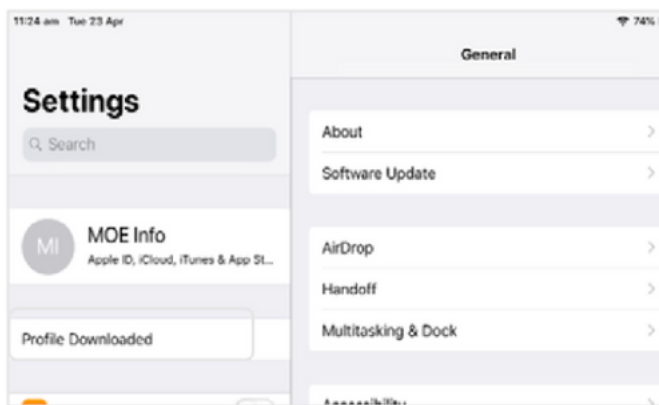 11:24 am Tue 23 Apr
74%
Settings
Search
MI
MOE Info
Apple ID, iCloud, iTunes & App St...
Profile Downloaded
General
About
Software Update
AirDrop
Handoff
Multitasking & Dock
Accessibility